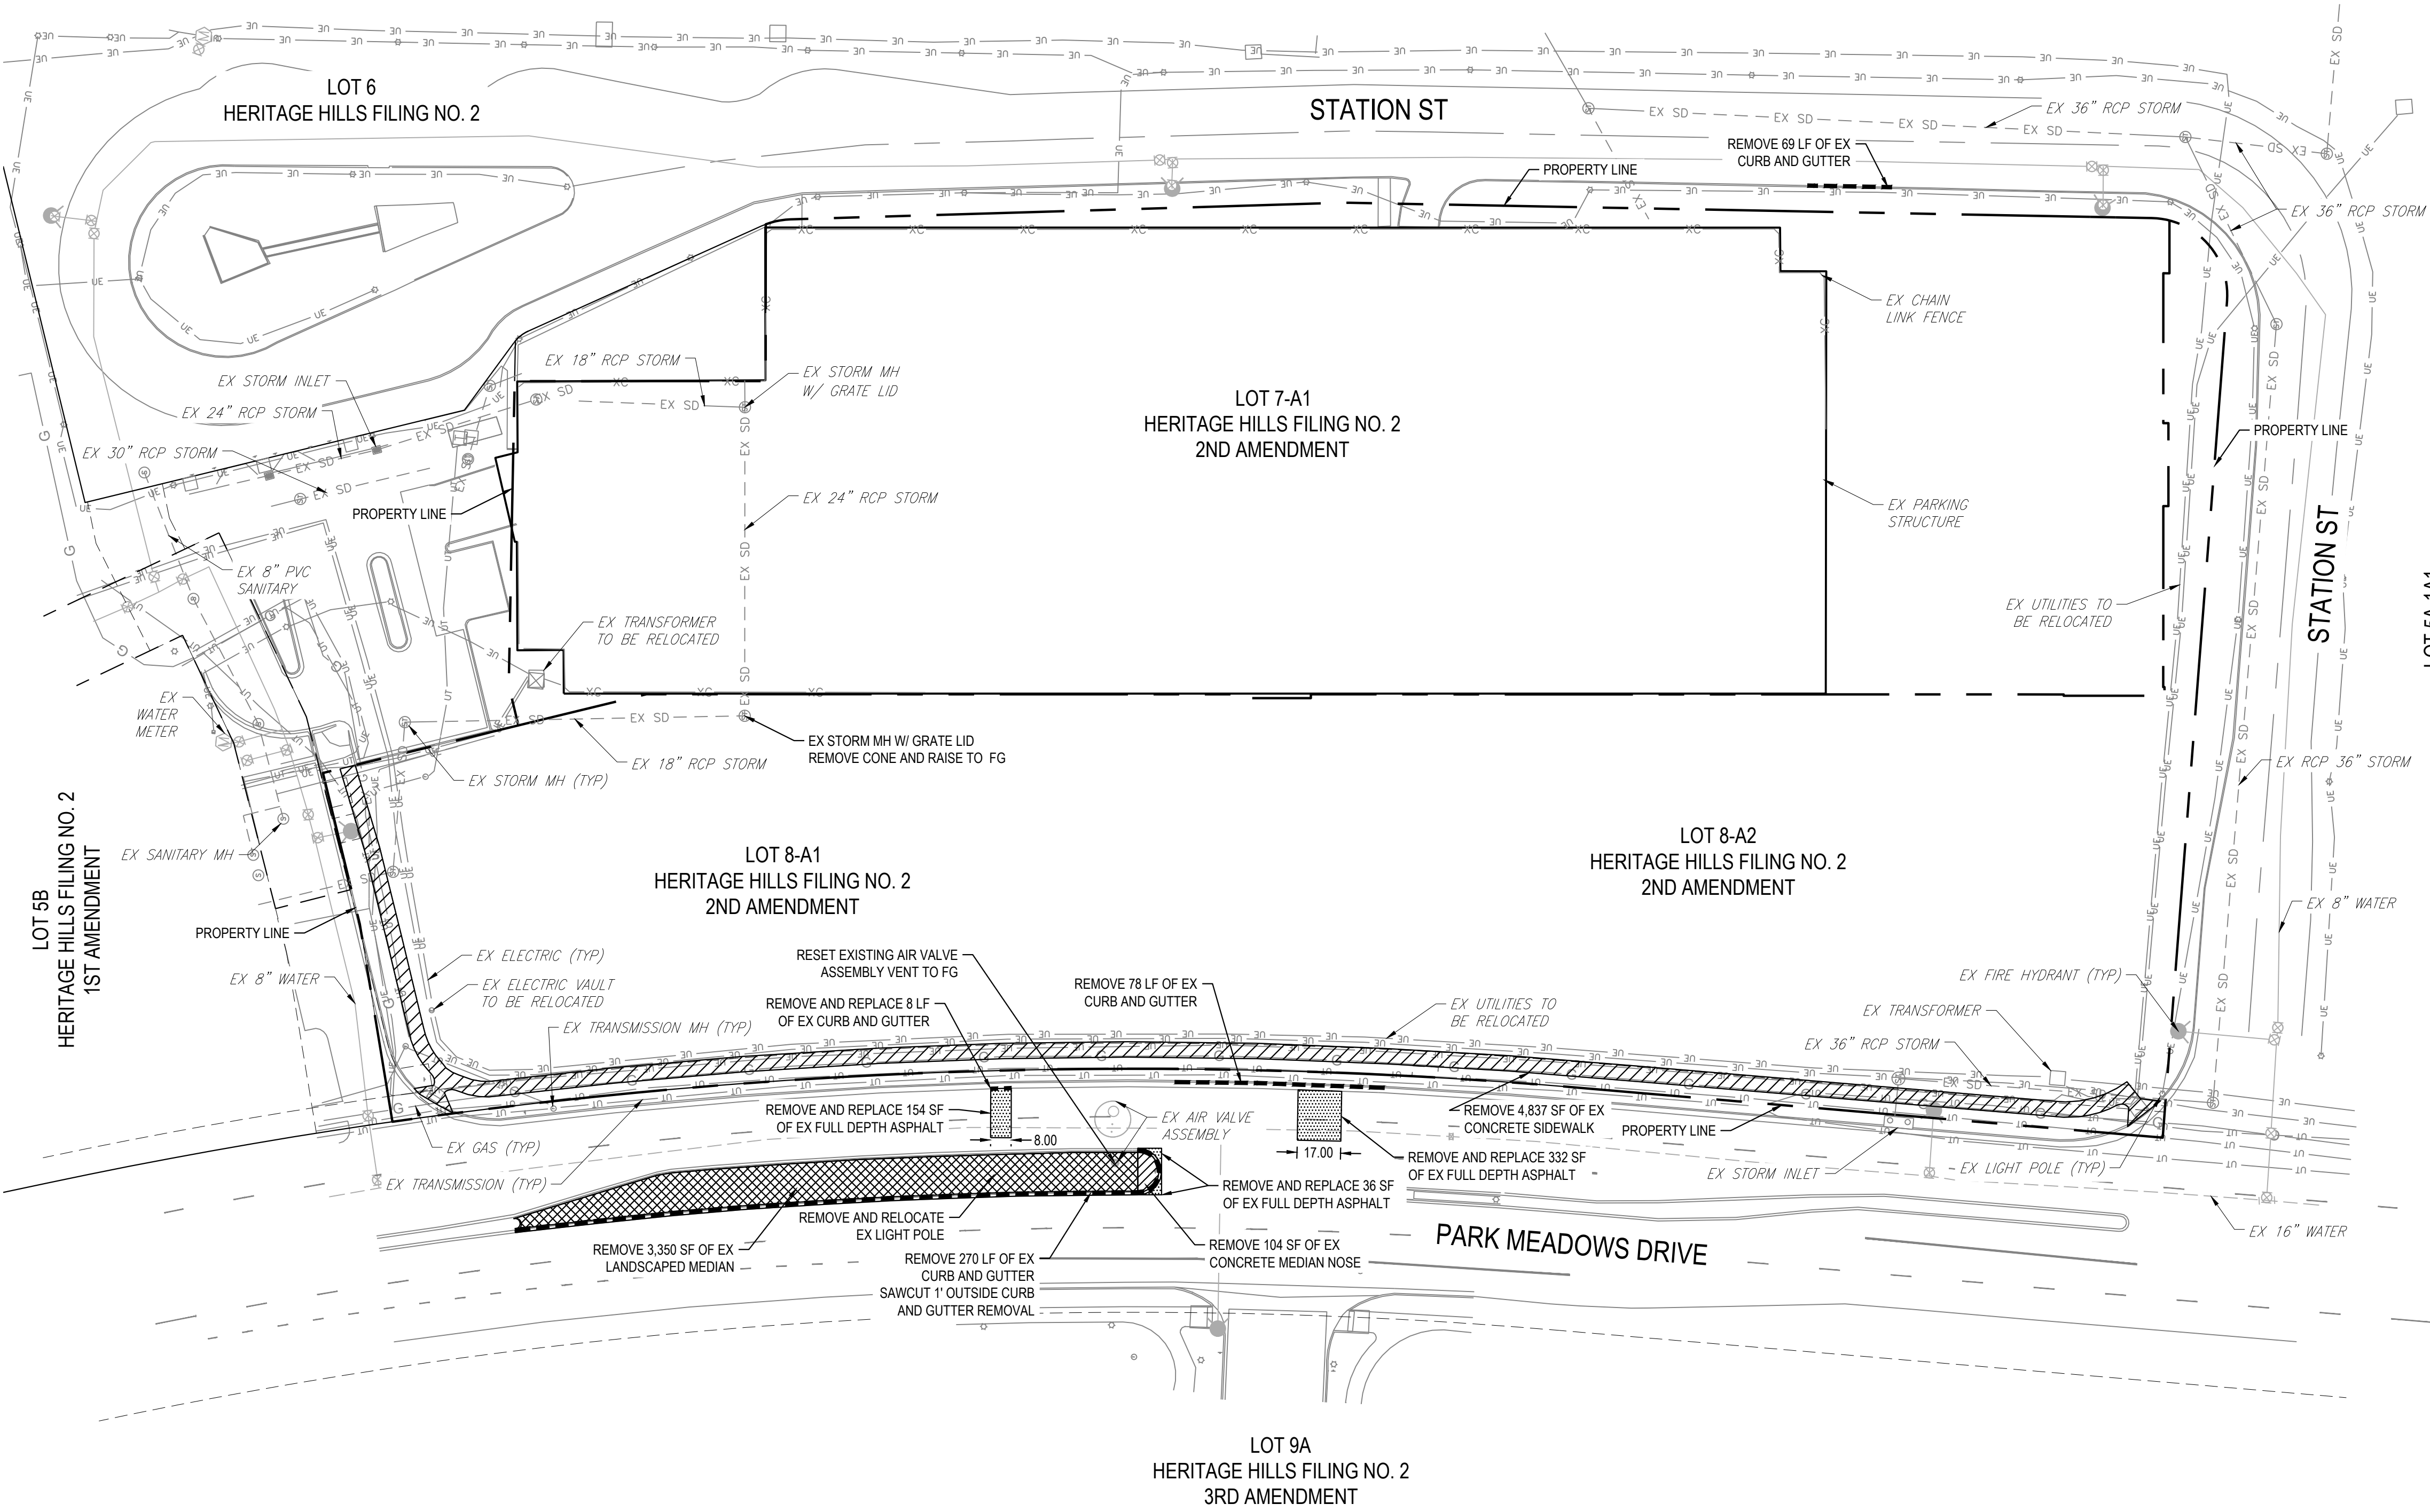 LOT 6
HERITAGE HILLS FILING NO. 2
STATION ST
EX 36" RCP STORM
REMOVE 69 LF OF EX
CURB AND GUTTER
PROPERTY LINE
EX 36" RCP STORM
EX CHAIN
LINK FENCE
EX 18" RCP STORM
EX STORM MH
W/ GRATE LID
EX STORM INLET
EX 24" RCP STORM
EX 30" RCP STORM
PROPERTY LINE
LOT 7-A1
HERITAGE HILLS FILING NO. 2
2ND AMENDMENT
PROPERTY LINE
EX 24" RCP STORM
EX PARKING
STRUCTURE
STATION ST
EX 8" PVC
SANITARY
EX TRANSFORMER
TO BE RELOCATED
EX UTILITIES TO
BE RELOCATED
EX
WATER
METER
EX STORM MH W/ GRATE LID
REMOVE CONE AND RAISE TO FG
EX 18" RCP STORM
EX STORM MH (TYP)
EX RCP 36" STORM
EX SANITARY MH
LOT 5B
HERITAGE HILLS FILING NO. 2
1ST AMENDMENT
LOT 8-A1
HERITAGE HILLS FILING NO. 2
2ND AMENDMENT
LOT 8-A2
HERITAGE HILLS FILING NO. 2
2ND AMENDMENT
EX 8" WATER
PROPERTY LINE
EX 8" WATER
EX ELECTRIC (TYP)
EX ELECTRIC VAULT
TO BE RELOCATED
EX TRANSMISSION MH (TYP)
RESET EXISTING AIR VALVE
ASSEMBLY VENT TO FG
REMOVE AND REPLACE 8 LF
OF EX CURB AND GUTTER
REMOVE 78 LF OF EX
CURB AND GUTTER
EX UTILITIES TO
BE RELOCATED
EX FIRE HYDRANT (TYP)
EX TRANSFORMER
EX 36" RCP STORM
REMOVE AND REPLACE 154 SF
OF EX FULL DEPTH ASPHALT
8.00
EX AIR VALVE
ASSEMBLY
17.00
REMOVE 4,837 SF OF EX
CONCRETE SIDEWALK
PROPERTY LINE
EX GAS (TYP)
EX TRANSMISSION (TYP)
REMOVE AND REPLACE 332 SF
OF EX FULL DEPTH ASPHALT
EX STORM INLET
EX LIGHT POLE (TYP)
REMOVE AND REPLACE 36 SF
OF EX FULL DEPTH ASPHALT
REMOVE AND RELOCATE
EX LIGHT POLE
REMOVE 3,350 SF OF EX
LANDSCAPED MEDIAN
REMOVE 270 LF OF EX
CURB AND GUTTER
SAWCUT 1' OUTSIDE CURB
AND GUTTER REMOVAL
REMOVE 104 SF OF EX
CONCRETE MEDIAN NOSE
PARK MEADOWS DRIVE
EX 16" WATER
LOT 9A
HERITAGE HILLS FILING NO. 2
3RD AMENDMENT